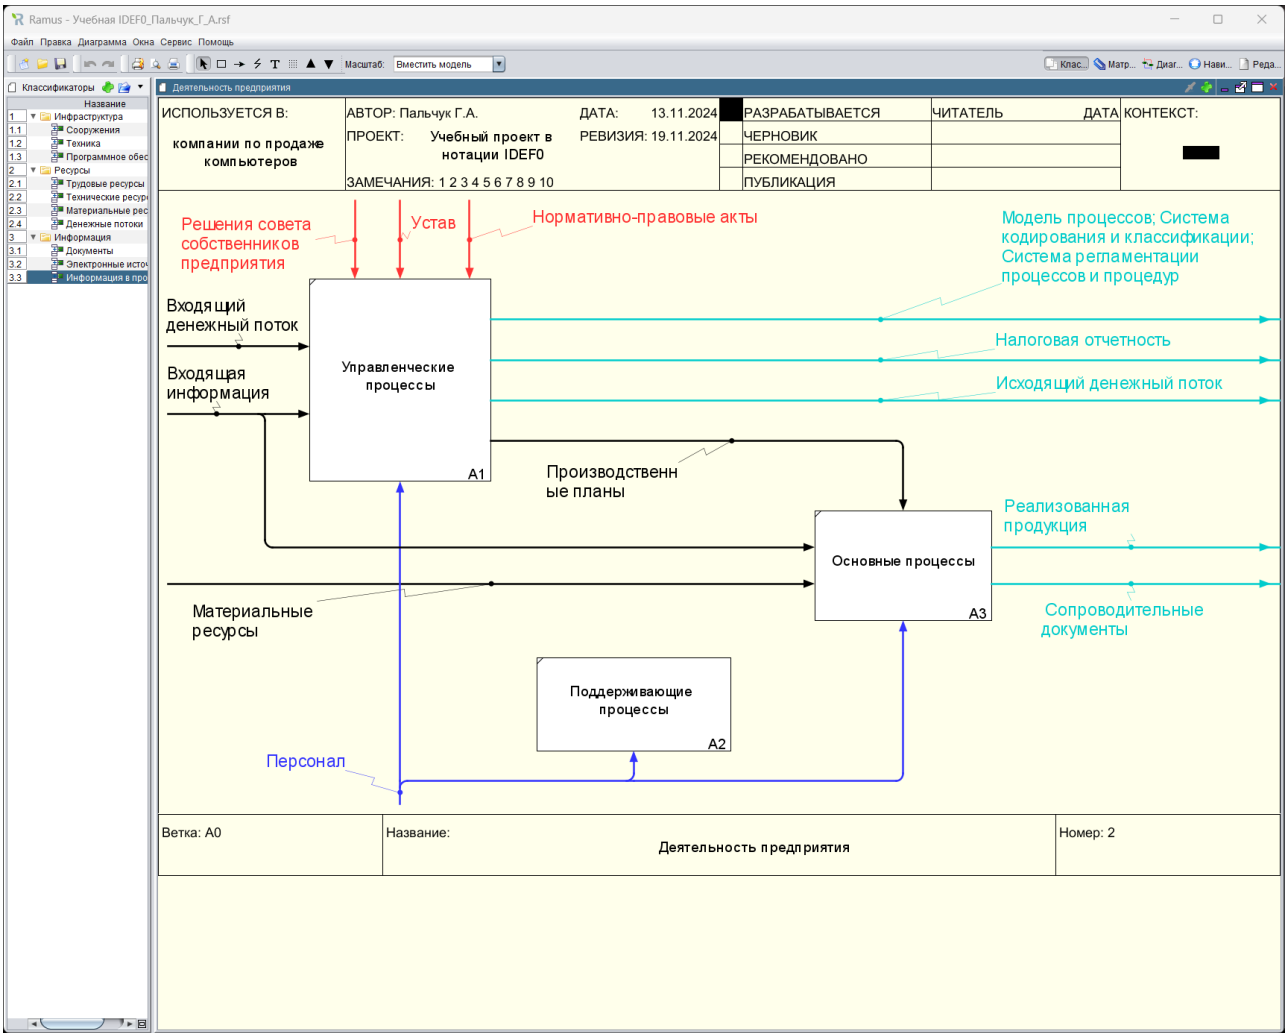 Ramus - Учебная IDEF0_Пальчук_Г_А.rsf
Файл Правка Диаграмма Окна Сервис Помощь
Масштаб: Вместить модель
Клас... Матр... Диаг... Нави... Реда...
Классификаторы
Название
1 Инфраструктура
1.1 Сооружения
1.2 Техника
1.3 Программное обес
2 Ресурсы
2.1 Трудовые ресурсы
2.2 Технические ресур
2.3 Материальные рес
2.4 Денежные потоки
3 Информация
3.1 Документы
3.2 Электронные источ
3.3 Информация в про
Деятельность предприятия
ИСПОЛЬЗУЕТСЯ В:
компании по продаже
компьютеров
АВТОР: Пальчук Г.А.
ДАТА: 13.11.2024
ПРОЕКТ: Учебный проект в
нотации IDEF0
РЕВИЗИЯ: 19.11.2024
ЗАМЕЧАНИЯ: 1 2 3 4 5 6 7 8 9 10
РАЗРАБАТЫВАЕТСЯ
ЧЕРНОВИК
РЕКОМЕНДОВАНО
ПУБЛИКАЦИЯ
ЧИТАТЕЛЬ ДАТА
КОНТЕКСТ:
Решения совета
собственников
предприятия
Устав
Нормативно-правовые акты
Модель процессов; Система
кодирования и классификации;
Система регламентации
процессов и процедур
Входящий
денежный поток
Налоговая отчетность
Управленческие
процессы
A1
Входящая
информация
Исходящий денежный поток
Производственн
ые планы
Реализованная
продукция
Основные процессы
A3
Материальные
ресурсы
Сопроводительные
документы
Поддерживающие
процессы
A2
Персонал
Ветка: A0
Название:
Деятельность предприятия
Номер: 2